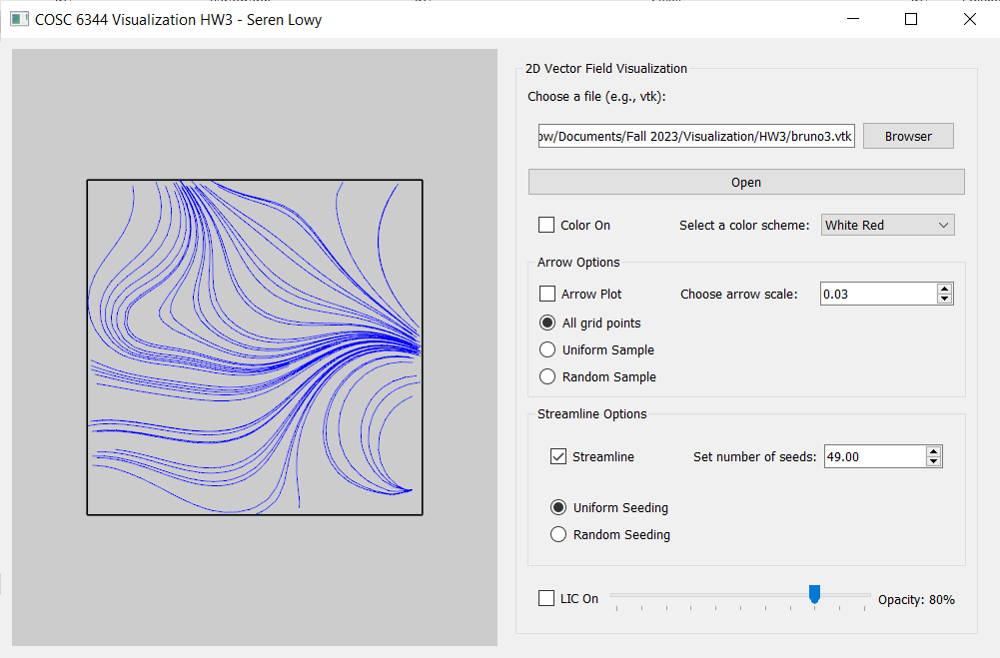 COSC 6344 Visualization HW3 - Seren Lowy
2D Vector Field Visualization
Choose a file (e.g., vtk):
ow/Documents/Fall 2023/Visualization/HW3/bruno3.vtk Browser
Open
Color On Select a color scheme: White Red
Arrow Options
Arrow Plot Choose arrow scale: 0.03
All grid points
Uniform Sample
Random Sample
Streamline Options
Streamline Set number of seeds: 49.00
Uniform Seeding
Random Seeding
LIC On Opacity: 80%